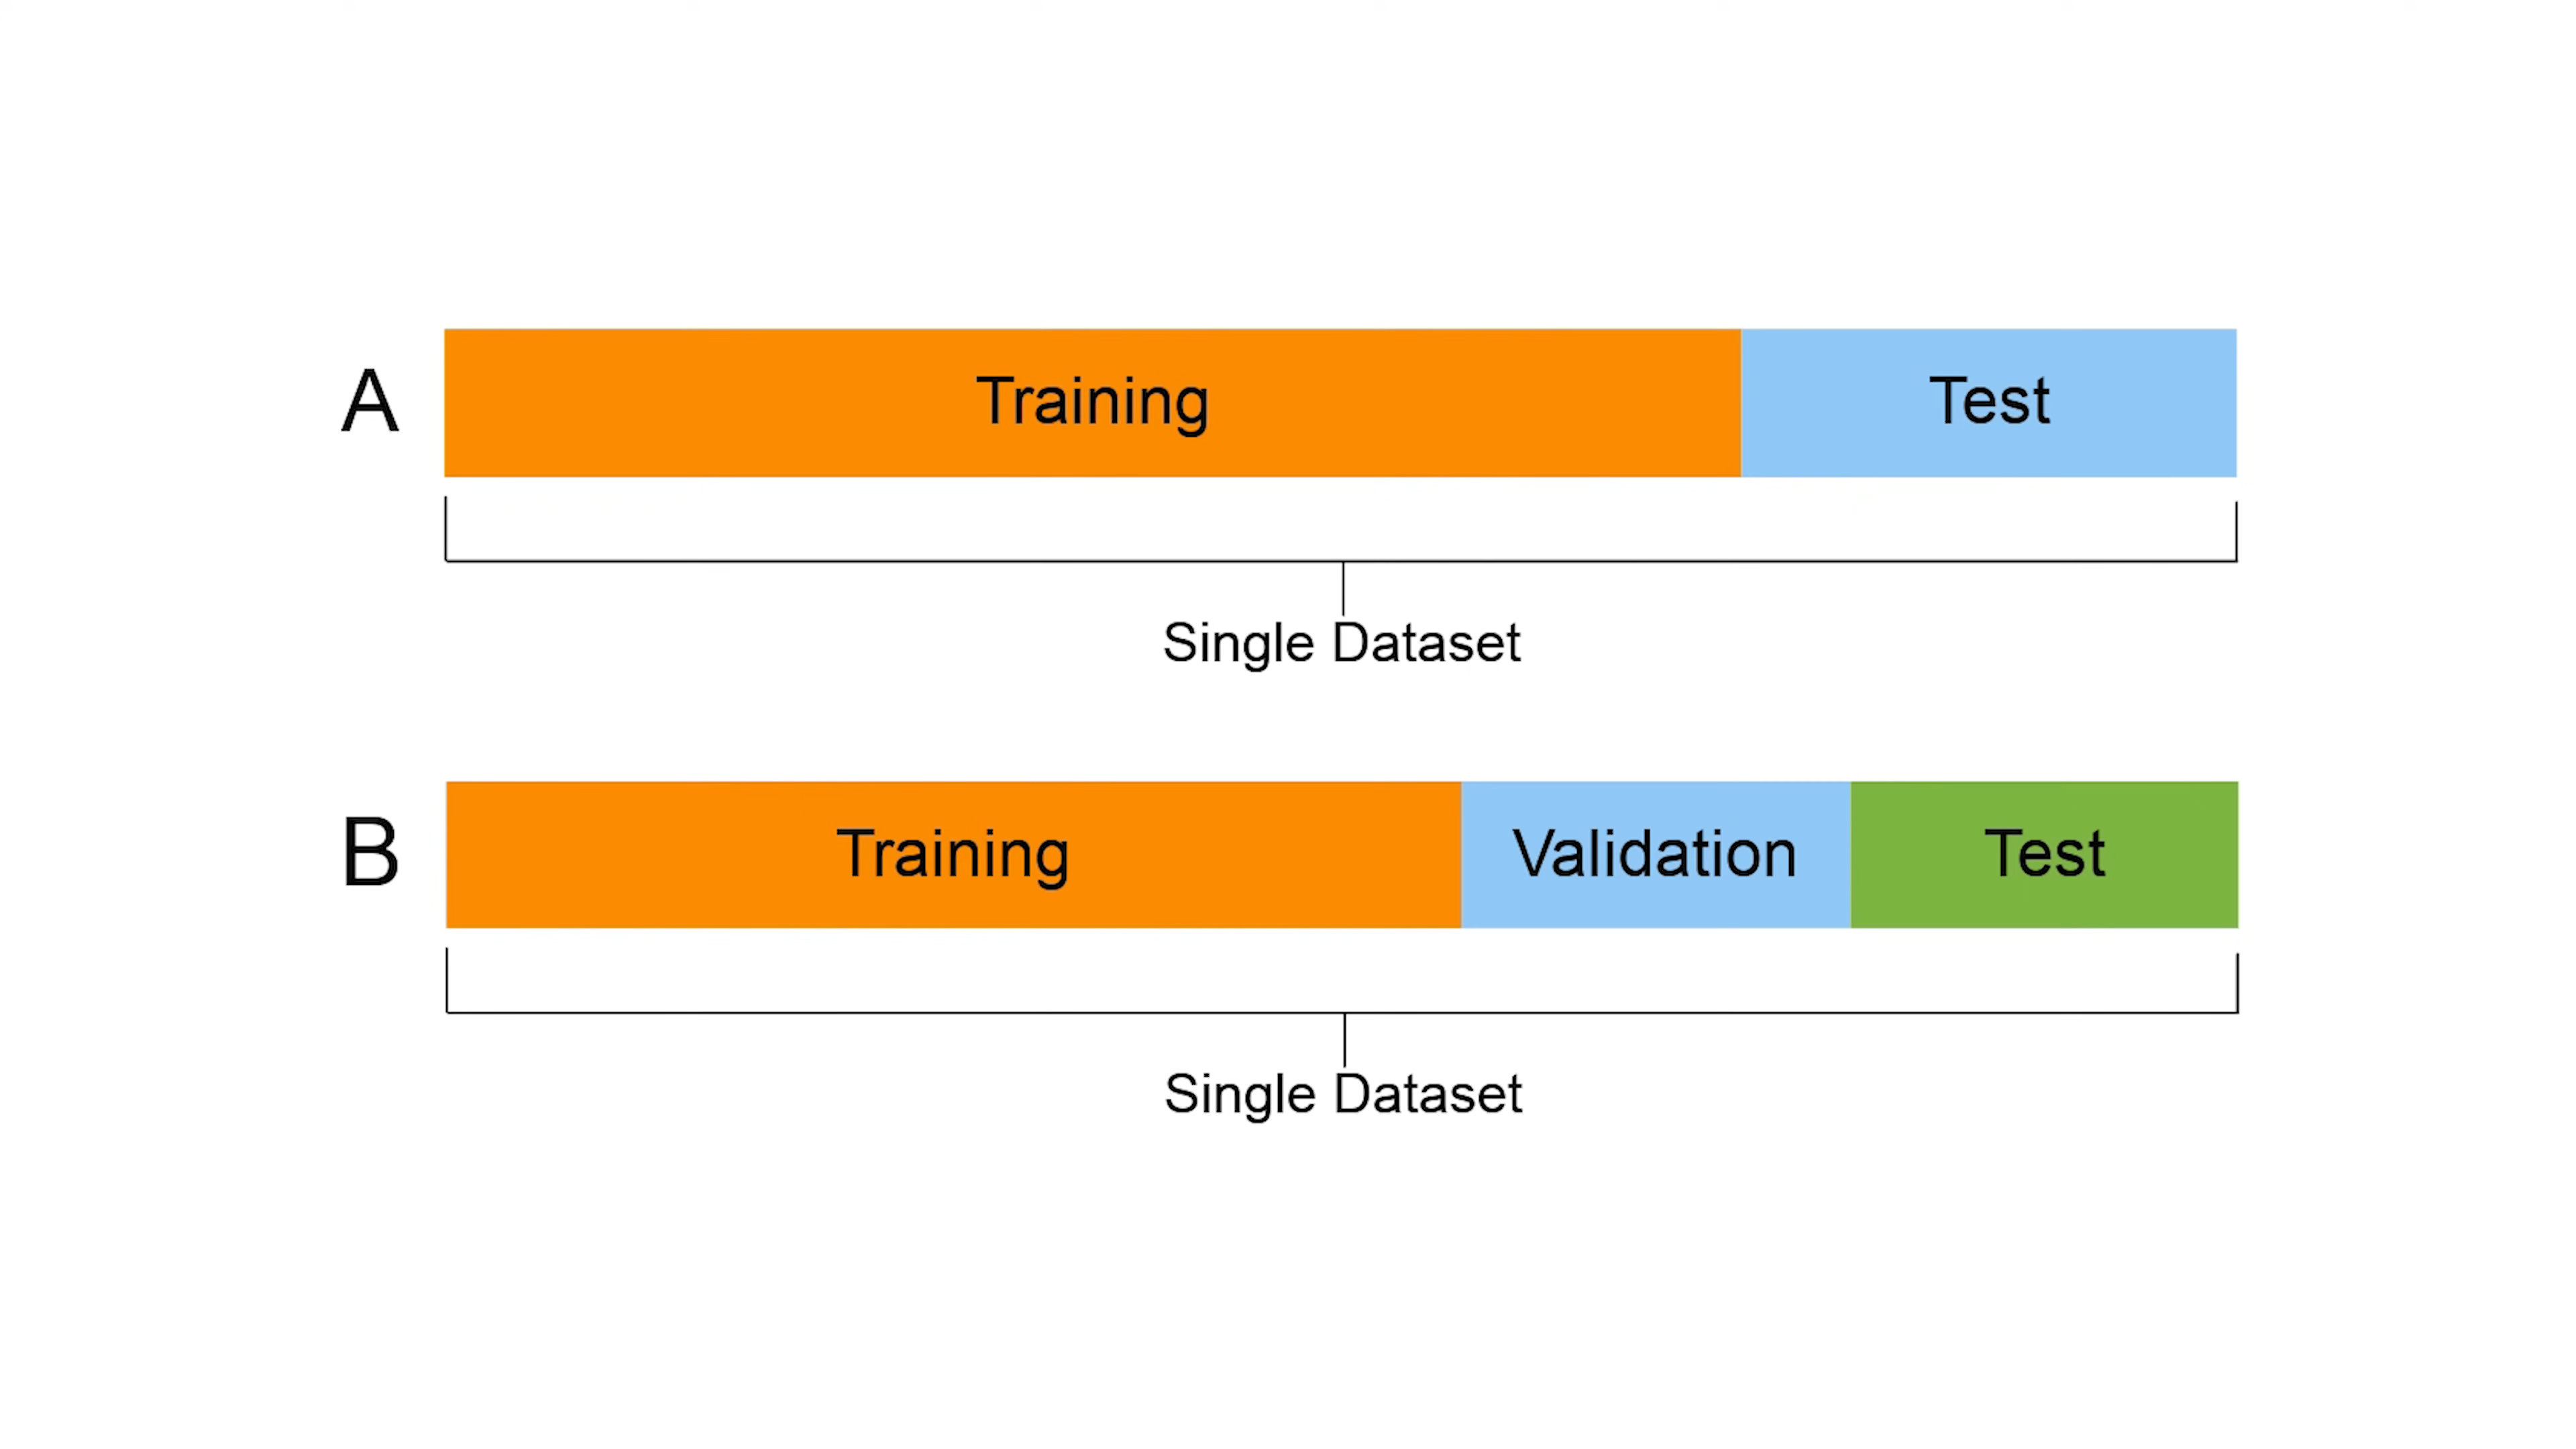 A
Training
Test
Single Dataset
B
Training
Validation
Test
Single Dataset